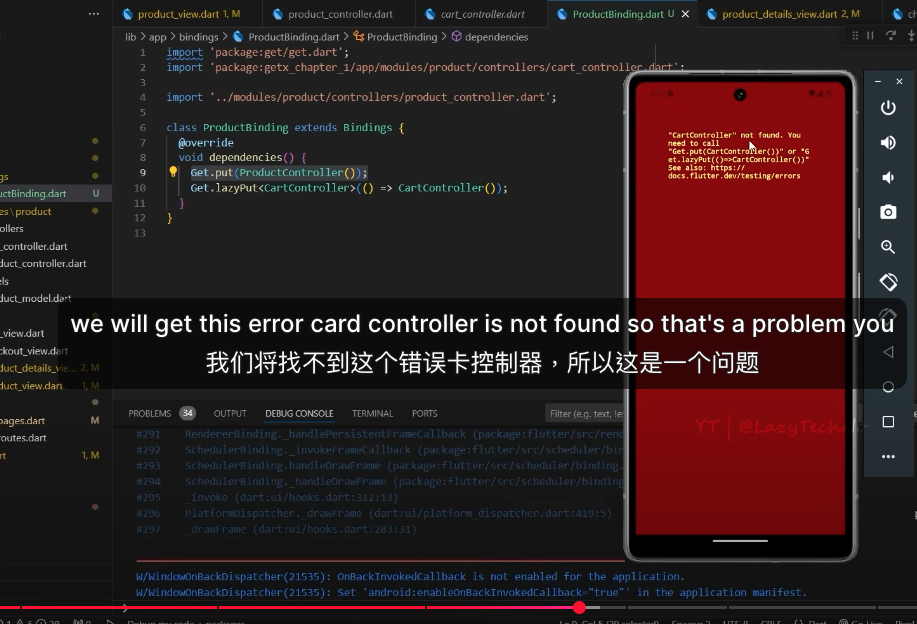 product_view.dart 1, M
product_controller.dart
cart_controller.dart
ProductBinding.dart U
product_details_view.dart 2, M
lib > app > bindings > ProductBinding.dart > ProductBinding > dependencies
1 import 'package:get/get.dart';
2 import 'package:getx_chapter_1/app/modules/product/controllers/cart_controller.dart';
3
4 import '../modules/product/controllers/product_controller.dart';
5
6 class ProductBinding extends Bindings {
7 @override
8 void dependencies() {
9 Get.put(ProductController());
10 Get.lazyPut<CartController>(() => CartController());
11 }
12 }
13
gs
uctBinding.dart U
es\product
ollers
_controller.dart
duct_controller.dart
els
duct_model.dart
_view.dart
ckout_view.dart
duct_details_vie... 2, M
duct_view.dart 1, M
pages.dart M
routes.dart
rt 1, M
"CartController" not found. You
need to call
"Get.put(CartController())" or "G
et.lazyPut(()=>CartController())"
See also: https://
docs.flutter.dev/testing/errors
we will get this error card controller is not found so that's a problem you
我们将找不到这个错误卡控制器，所以这是一个问题
PROBLEMS 34 OUTPUT DEBUG CONSOLE TERMINAL PORTS Filter (e.g. text, !e
#291 RendererBinding._handlePersistentFrameCallback (package:flutter/src/rend
#292 SchedulerBinding._invokeFrameCallback (package:flutter/src/scheduler/bin
#293 SchedulerBinding.handleDrawFrame (package:flutter/src/scheduler/binding.
#294 SchedulerBinding._handleDrawFrame (package:flutter/src/scheduler/binding
#295 _invoke (dart:ui/hooks.dart:312:13)
#296 PlatformDispatcher._drawFrame (dart:ui/platform_dispatcher.dart:419:5)
#297 _drawFrame (dart:ui/hooks.dart:283:31)
YT | @LazyTech
W/WindowOnBackDispatcher(21535): OnBackInvokedCallback is not enabled for the application.
W/WindowOnBackDispatcher(21535): Set 'android:enableOnBackInvokedCallback="true"' in the application manifest.